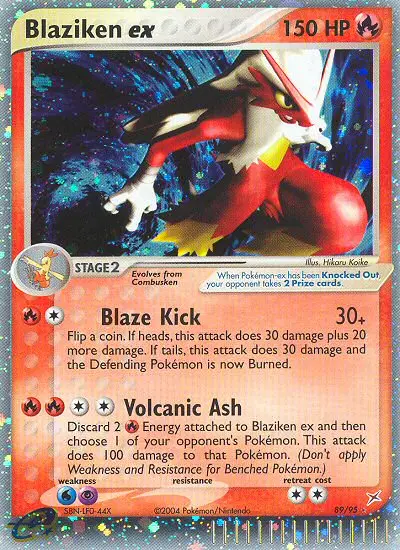 Blaziken ex 150 HP
Illus. Hikaru Koike
STAGE 2
Evolves from
Combusken
When Pokémon-ex has been Knocked Out,
your opponent takes 2 Prize cards.
Blaze Kick 30+
Flip a coin. If heads, this attack does 30 damage plus 20
more damage. If tails, this attack does 30 damage and
the Defending Pokémon is now Burned.
Volcanic Ash
Discard 2 Energy attached to Blaziken ex and then
choose 1 of your opponent's Pokémon. This attack
does 100 damage to that Pokémon. (Don't apply
Weakness and Resistance for Benched Pokémon.)
weakness resistance retreat cost
SBN-LF0-44X ©2004 Pokémon/Nintendo 89/95